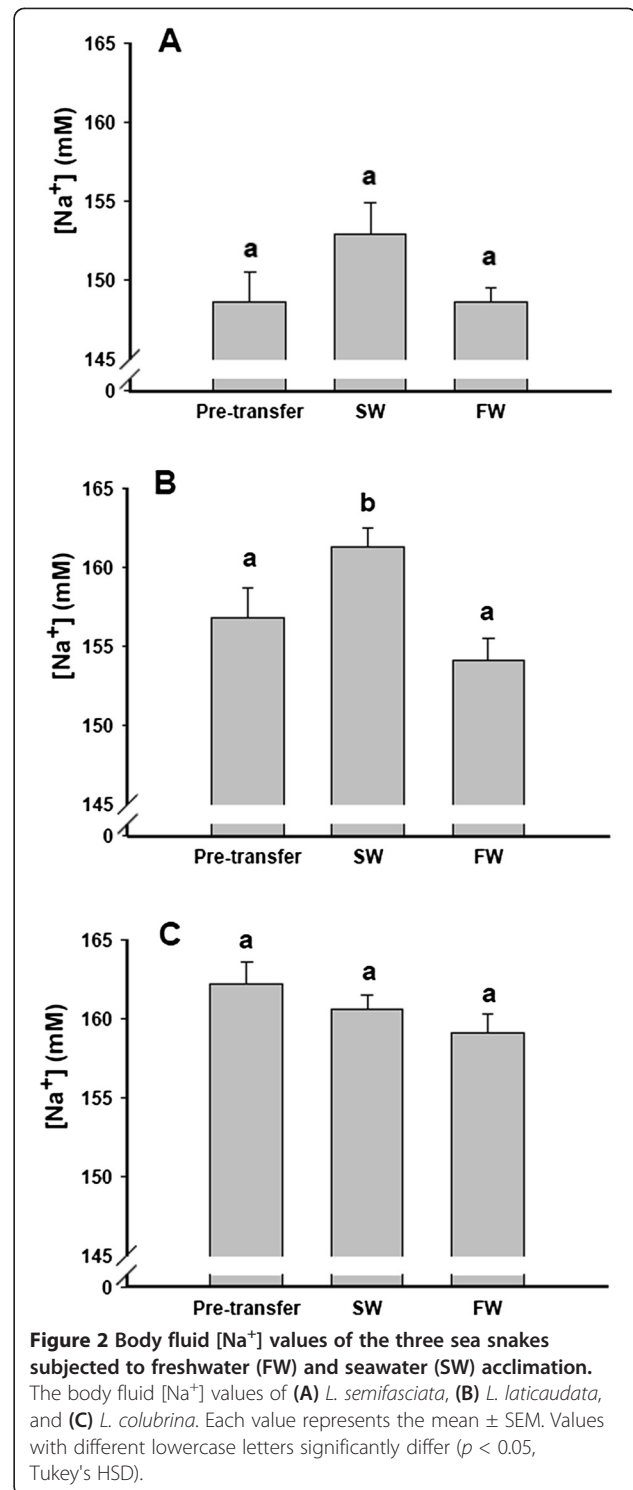 A
165
160
155
150
145
0
[Na+] (mM)
a
a
a
Pre-transfer SW FW
B
165
160
155
150
145
0
[Na+] (mM)
a
b
a
Pre-transfer SW FW
C
165
160
155
150
145
0
[Na+] (mM)
a
a
a
Pre-transfer SW FW
Figure 2 Body fluid [Na+] values of the three sea snakes
subjected to freshwater (FW) and seawater (SW) acclimation.
The body fluid [Na+] values of (A) L. semifasciata, (B) L. laticaudata,
and (C) L. colubrina. Each value represents the mean ± SEM. Values
with different lowercase letters significantly differ (p < 0.05,
Tukey's HSD).